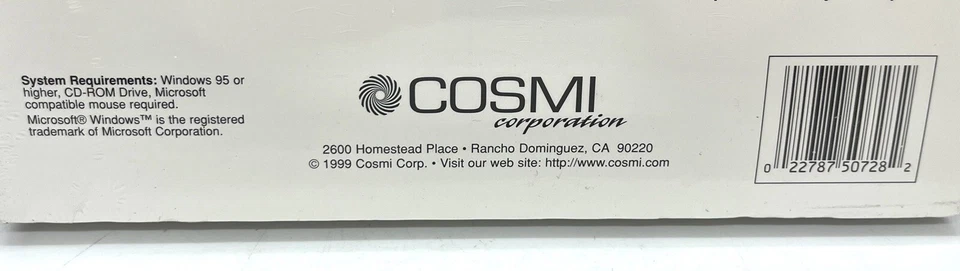 System Requirements: Windows 95 or
higher, CD-ROM Drive, Microsoft
compatible mouse required.
Microsoft® Windows™ is the registered
trademark of Microsoft Corporation.
COSMI
corporation
2600 Homestead Place • Rancho Dominguez, CA 90220
© 1999 Cosmi Corp. • Visit our web site: http://www.cosmi.com
0 22787 50728 2